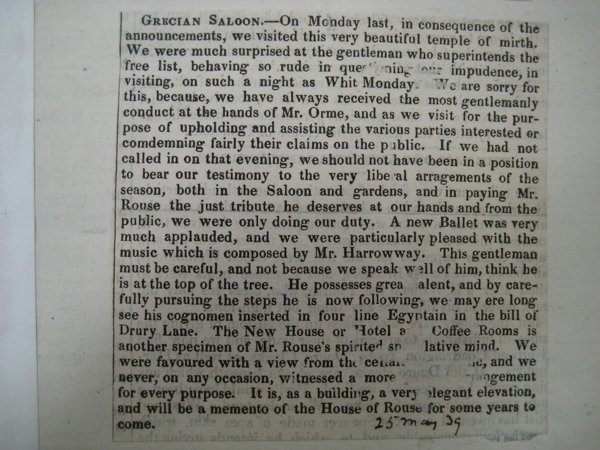 GRECIAN SALOON.—On Monday last, in consequence of the
announcements, we visited this very beautiful temple of mirth.
We were much surprised at the gentleman who superintends the
free list, behaving so rude in our impudence, in
visiting, on such a night as Whit Monday. We are sorry for
this, because, we have always received the most gentlemanly
conduct at the hands of Mr. Orme, and as we visit for the pur-
pose of upholding and assisting the various parties interested or
comdemning fairly their claims on the public. If we had not
called in on that evening, we should not have been in a position
to bear our testimony to the very liberal arragements of the
season, both in the Saloon and gardens, and in paying Mr.
Rouse the just tribute he deserves at our hands and from the
public, we were only doing our duty. A new Ballet was very
much applauded, and we were particularly pleased with the
music which is composed by Mr. Harrowway. This gentleman
must be careful, and not because we speak well of him, think he
is at the top of the tree. He possesses grea alent, and by care-
fully pursuing the steps he is now following, we may ere long
see his cognomen inserted in four line Egyptain in the bill of
Drury Lane. The New House or Hotel a Coffee Rooms is
another specimen of Mr. Rouse's spirited lative mind. We
were favoured with a view from the and we
never, on any occasion, witnessed a more ngement
for every purpose. It is, as a building, a very elegant elevation,
and will be a memento of the House of Rouse for some years to
come.
25 May 39